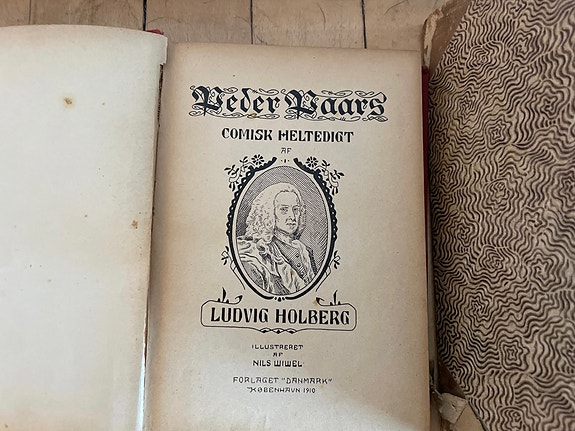 Peder Paars
COMISK HELTEDIGT
AF
LUDVIG HOLBERG
ILLUSTRERET
AF
NILS WIWEL
FORLAGET "DANMARK"
KØBENHAVN 1910